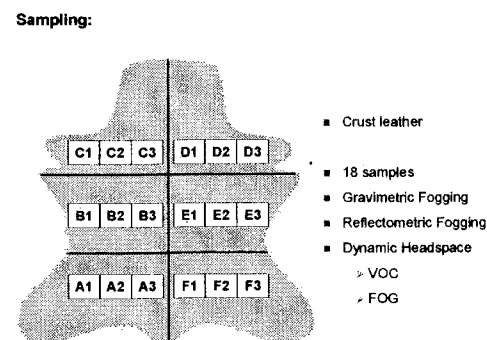 Sampling:
C1 C2 C3 D1 D2 D3
B1 B2 B3 E1 E2 E3
A1 A2 A3 F1 F2 F3
■ Crust leather
■ 18 samples
■ Gravimetric Fogging
■ Reflectometric Fogging
■ Dynamic Headspace
➢ VOC
➢ FOG